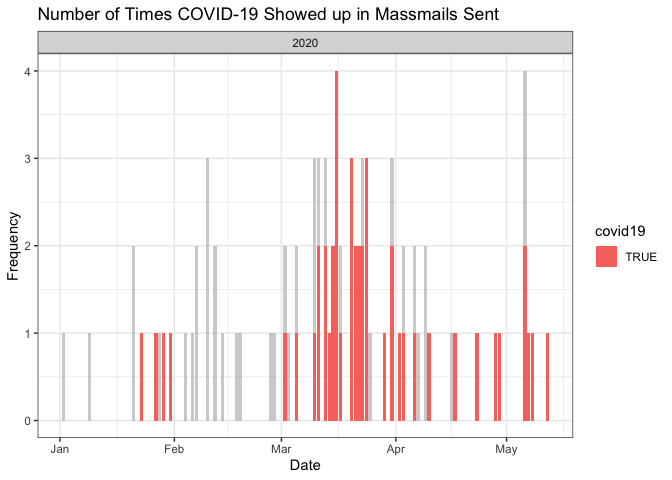 Number of Times COVID-19 Showed up in Massmails Sent
2020
4
3
2
1
0
Frequency
Jan Feb Mar Apr May
Date
covid19
TRUE